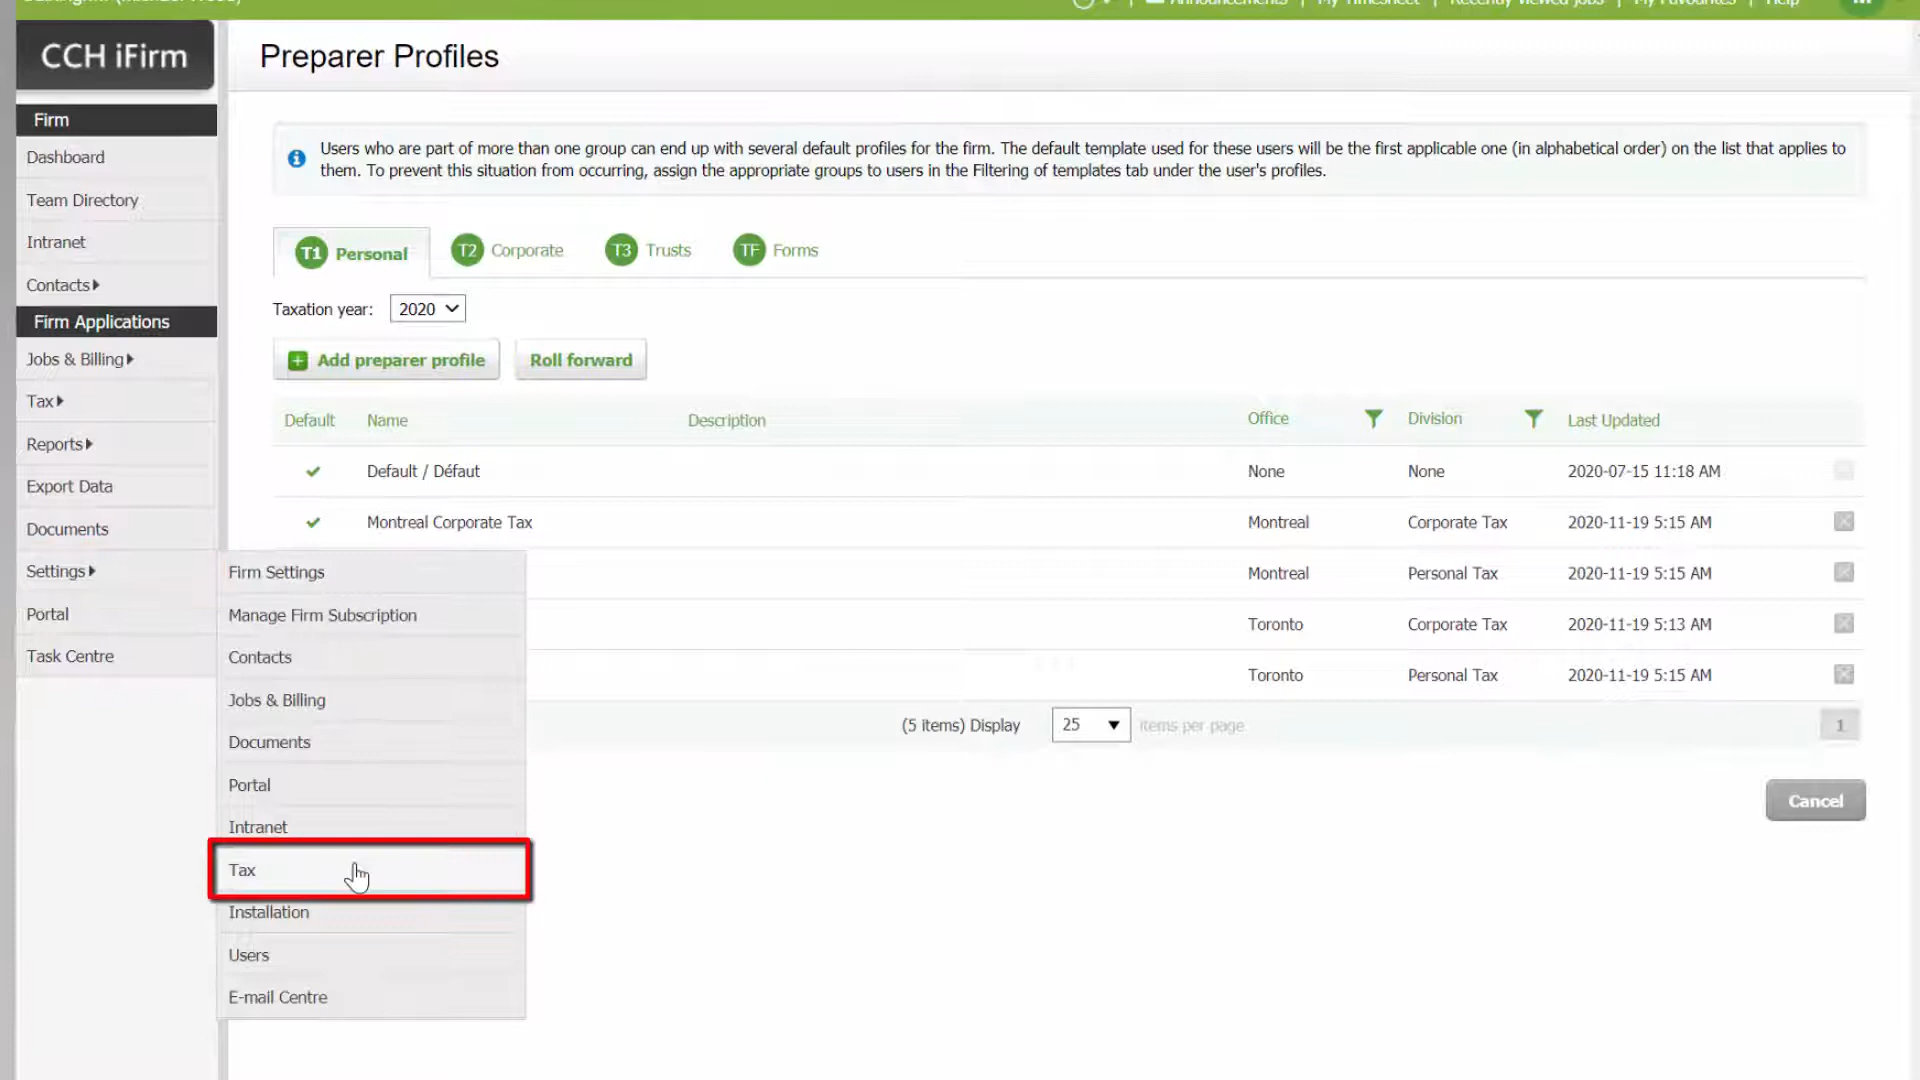 Announcements | My Timesheet | Recently viewed jobs | My Favourites | Help
CCH iFirm
Preparer Profiles
Firm
Dashboard
Team Directory
Intranet
Contacts
Firm Applications
Jobs & Billing
Tax
Reports
Export Data
Documents
Settings
Portal
Task Centre
Users who are part of more than one group can end up with several default profiles for the firm. The default template used for these users will be the first applicable one (in alphabetical order) on the list that applies to
them. To prevent this situation from occurring, assign the appropriate groups to users in the Filtering of templates tab under the user's profiles.
T1 Personal T2 Corporate T3 Trusts TF Forms
Taxation year: 2020
Add preparer profile Roll forward
Default Name Description Office Division Last Updated
Default / Défaut None None 2020-07-15 11:18 AM
Montreal Corporate Tax Montreal Corporate Tax 2020-11-19 5:15 AM
Montreal Personal Tax 2020-11-19 5:15 AM
Toronto Corporate Tax 2020-11-19 5:13 AM
Toronto Personal Tax 2020-11-19 5:15 AM
(5 items) Display 25 items per page 1
Cancel
Firm Settings
Manage Firm Subscription
Contacts
Jobs & Billing
Documents
Portal
Intranet
Tax
Installation
Users
E-mail Centre